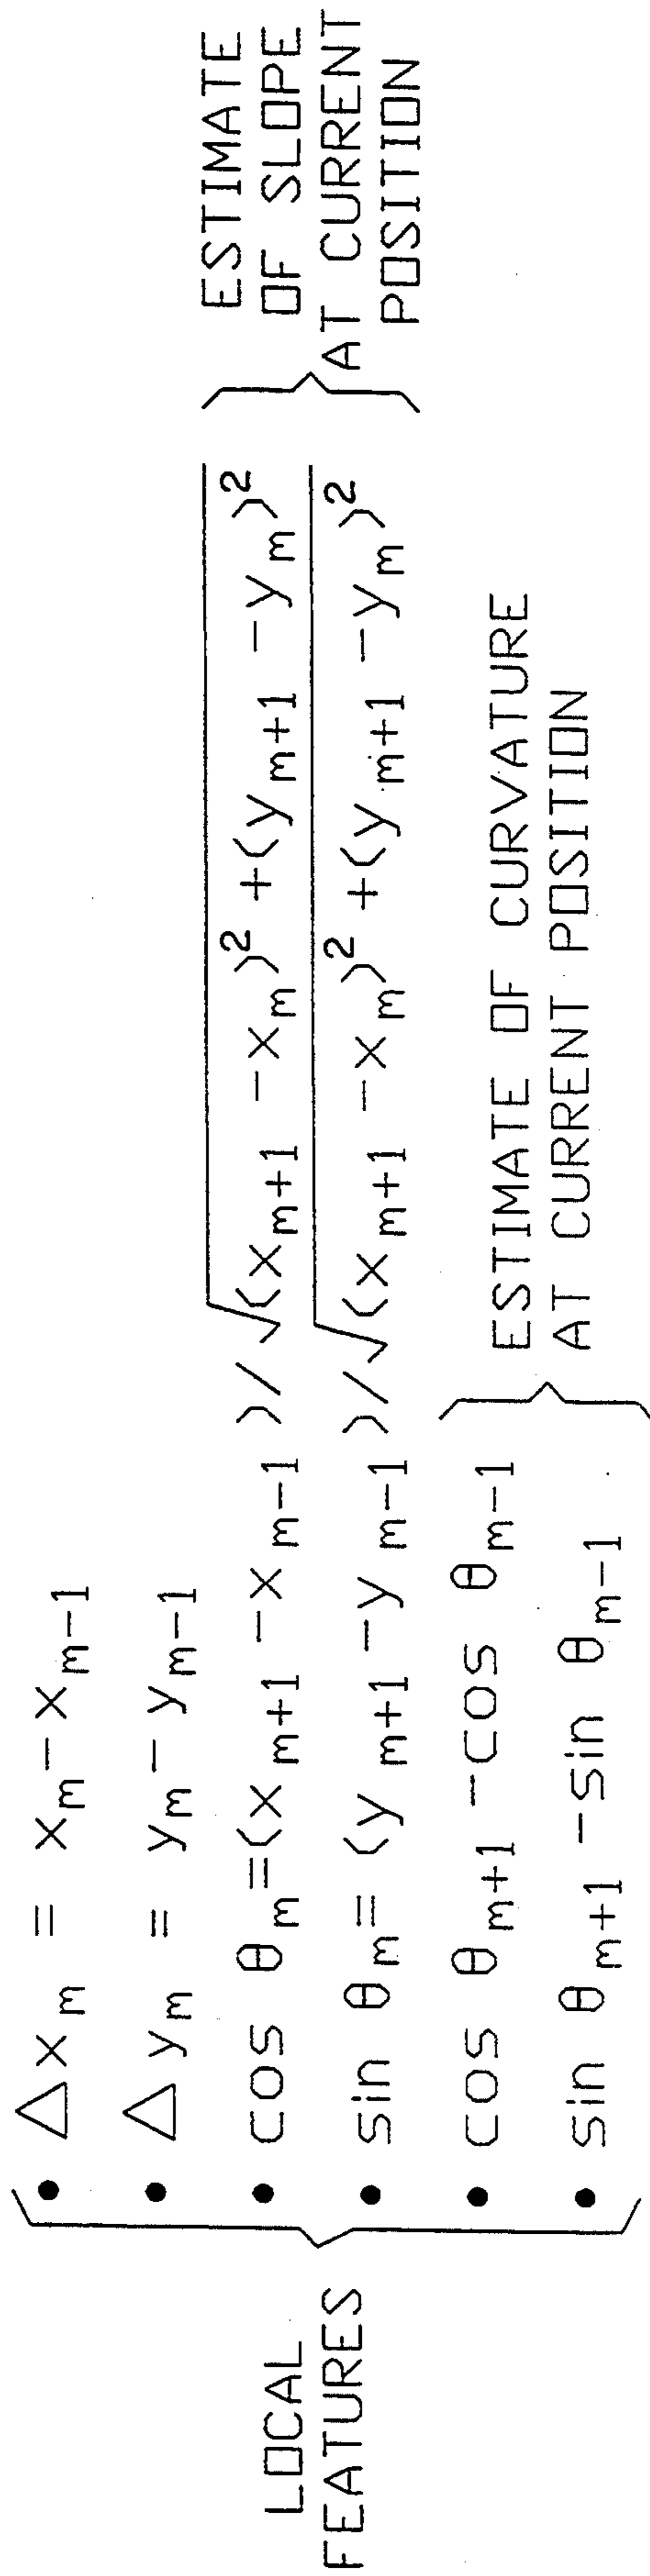 LOCAL
FEATURES
• Δx_m = x_m - x_{m-1}
• Δy_m = y_m - y_{m-1}
• cos θ_m = (x_{m+1} - x_{m-1})/√((x_{m+1} - x_m)² + (y_{m+1} - y_m)²
• sin θ_m = (y_{m+1} - y_{m-1})/√((x_{m+1} - x_m)² + (y_{m+1} - y_m)²
ESTIMATE
OF SLOPE
AT CURRENT
POSITION
• cos θ_{m+1} - cos θ_{m-1}
• sin θ_{m+1} - sin θ_{m-1}
ESTIMATE OF CURVATURE
AT CURRENT POSITION